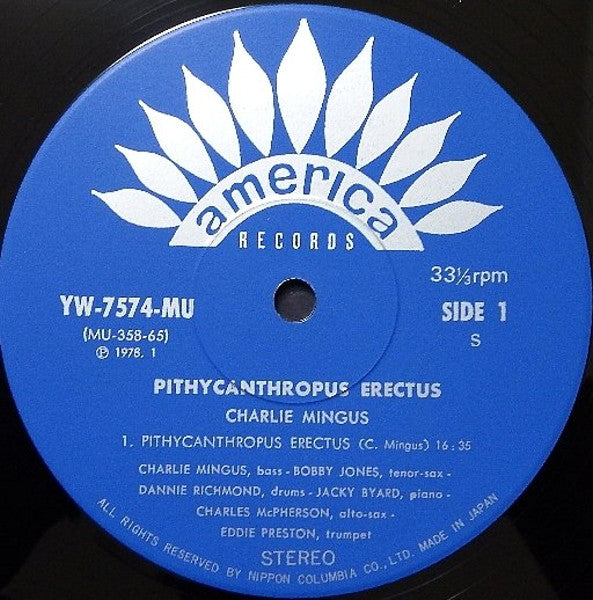 america
RECORDS
33⅓rpm
YW-7574-MU
SIDE 1
(MU-358-65)
S
Ⓟ 1978. 1
PITHYCANTHROPUS ERECTUS
CHARLIE MINGUS
1. PITHYCANTHROPUS ERECTUS (C. Mingus) 16:35
CHARLIE MINGUS, bass - BOBBY JONES, tenor-sax -
DANNIE RICHMOND, drums - JACKY BYARD, piano -
CHARLES McPHERSON, alto-sax -
EDDIE PRESTON, trumpet
STEREO
ALL RIGHTS RESERVED BY NIPPON COLUMBIA CO., LTD. MADE IN JAPAN